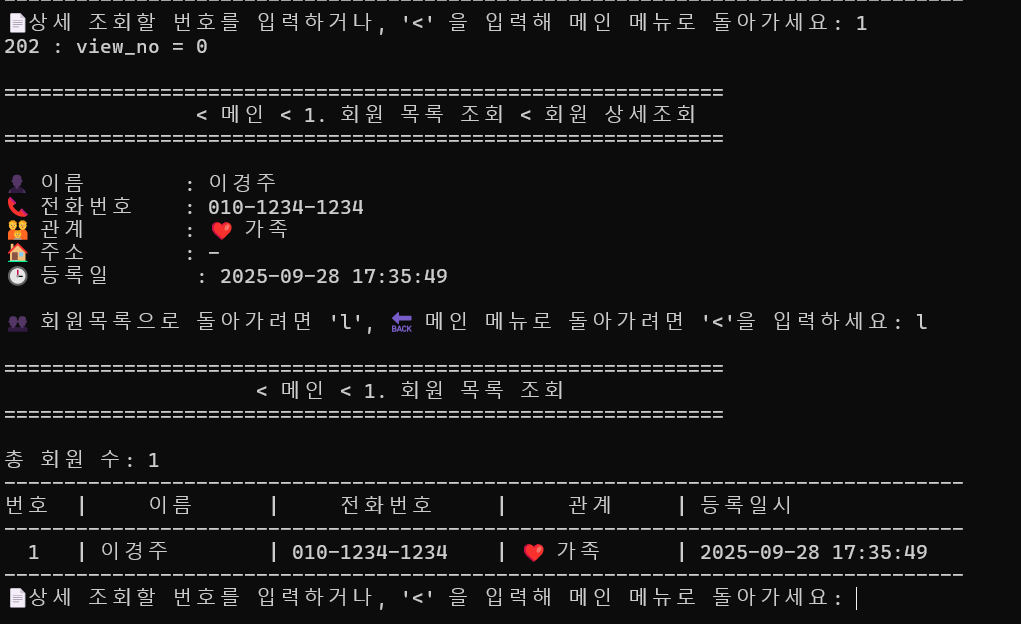 📄상세 조회할 번호를 입력하거나, '<' 을 입력해 메인 메뉴로 돌아가세요: 1
202 : view_no = 0
============================================================
< 메인 < 1. 회원 목록 조회 < 회원 상세조회
============================================================
👤 이름 : 이경주
📞 전화번호 : 010-1234-1234
👫 관계 : ❤️ 가족
🏠 주소 : -
🕒 등록일 : 2025-09-28 17:35:49
👥 회원목록으로 돌아가려면 'l', 🔙 메인 메뉴로 돌아가려면 '<'을 입력하세요: l
============================================================
< 메인 < 1. 회원 목록 조회
============================================================
총 회원 수: 1
--------------------------------------------------------------------------------
번호 | 이름 | 전화번호 | 관계 | 등록일시
--------------------------------------------------------------------------------
1 | 이경주 | 010-1234-1234 | ❤️ 가족 | 2025-09-28 17:35:49
--------------------------------------------------------------------------------
📄상세 조회할 번호를 입력하거나, '<' 을 입력해 메인 메뉴로 돌아가세요: